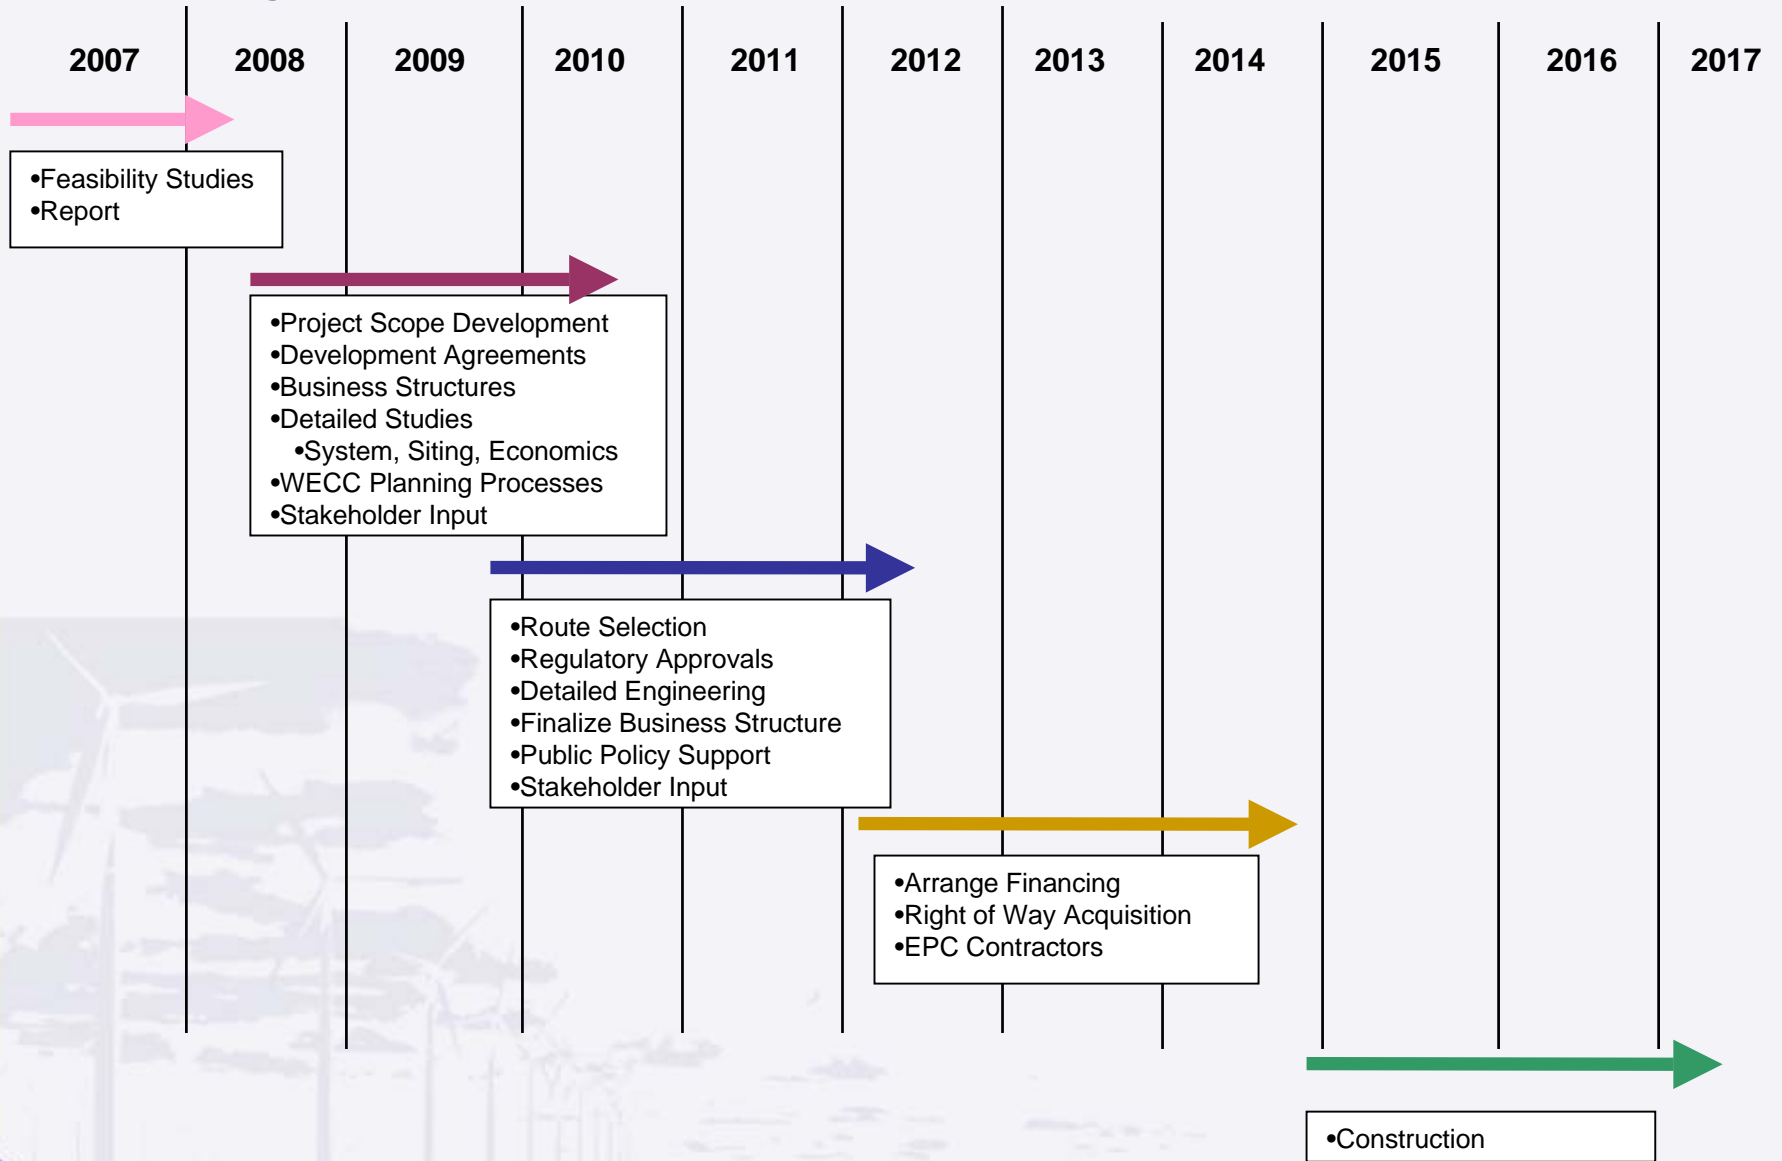 2007 2008 2009 2010 2011 2012 2013 2014 2015 2016 2017
•Feasibility Studies
•Report
•Project Scope Development
•Development Agreements
•Business Structures
•Detailed Studies
•System, Siting, Economics
•WECC Planning Processes
•Stakeholder Input
•Route Selection
•Regulatory Approvals
•Detailed Engineering
•Finalize Business Structure
•Public Policy Support
•Stakeholder Input
•Arrange Financing
•Right of Way Acquisition
•EPC Contractors
•Construction